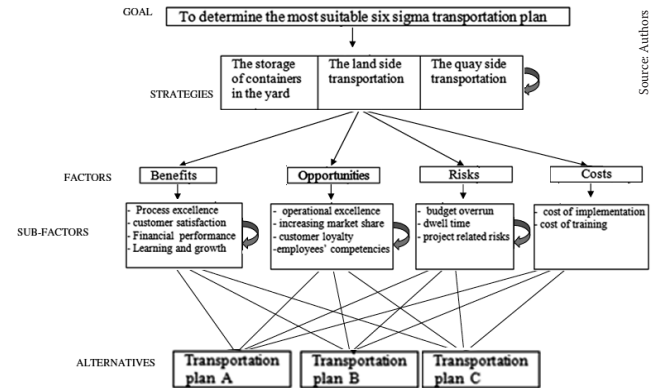 GOAL
To determine the most suitable six sigma transportation plan
Source: Authors
STRATEGIES
The storage
of containers
in the yard
The land side
transportation
The quay side
transportation
FACTORS
Benefits
Opportunities
Risks
Costs
SUB-FACTORS
- Process excellence
- customer satisfaction
- Financial performance
- Learning and growth
- operational excellence
- increasing market share
- customer loyalty
-employees' competencies
- budget overrun
- dwell time
- project related risks
- cost of implementation
- cost of training
ALTERNATIVES
Transportation
plan A
Transportation
plan B
Transportation
plan C